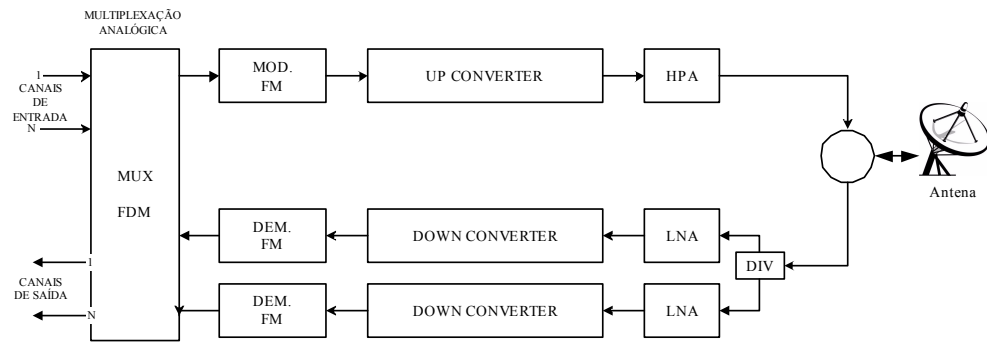 MULTIPLEXAÇÃO
ANALÓGICA
1
CANAIS
DE
ENTRADA
N
MUX
FDM
MOD.
FM
UP CONVERTER
HPA
Antena
DEM.
FM
DOWN CONVERTER
LNA
DIV
1
CANAIS
DE SAÍDA
N
DEM.
FM
DOWN CONVERTER
LNA